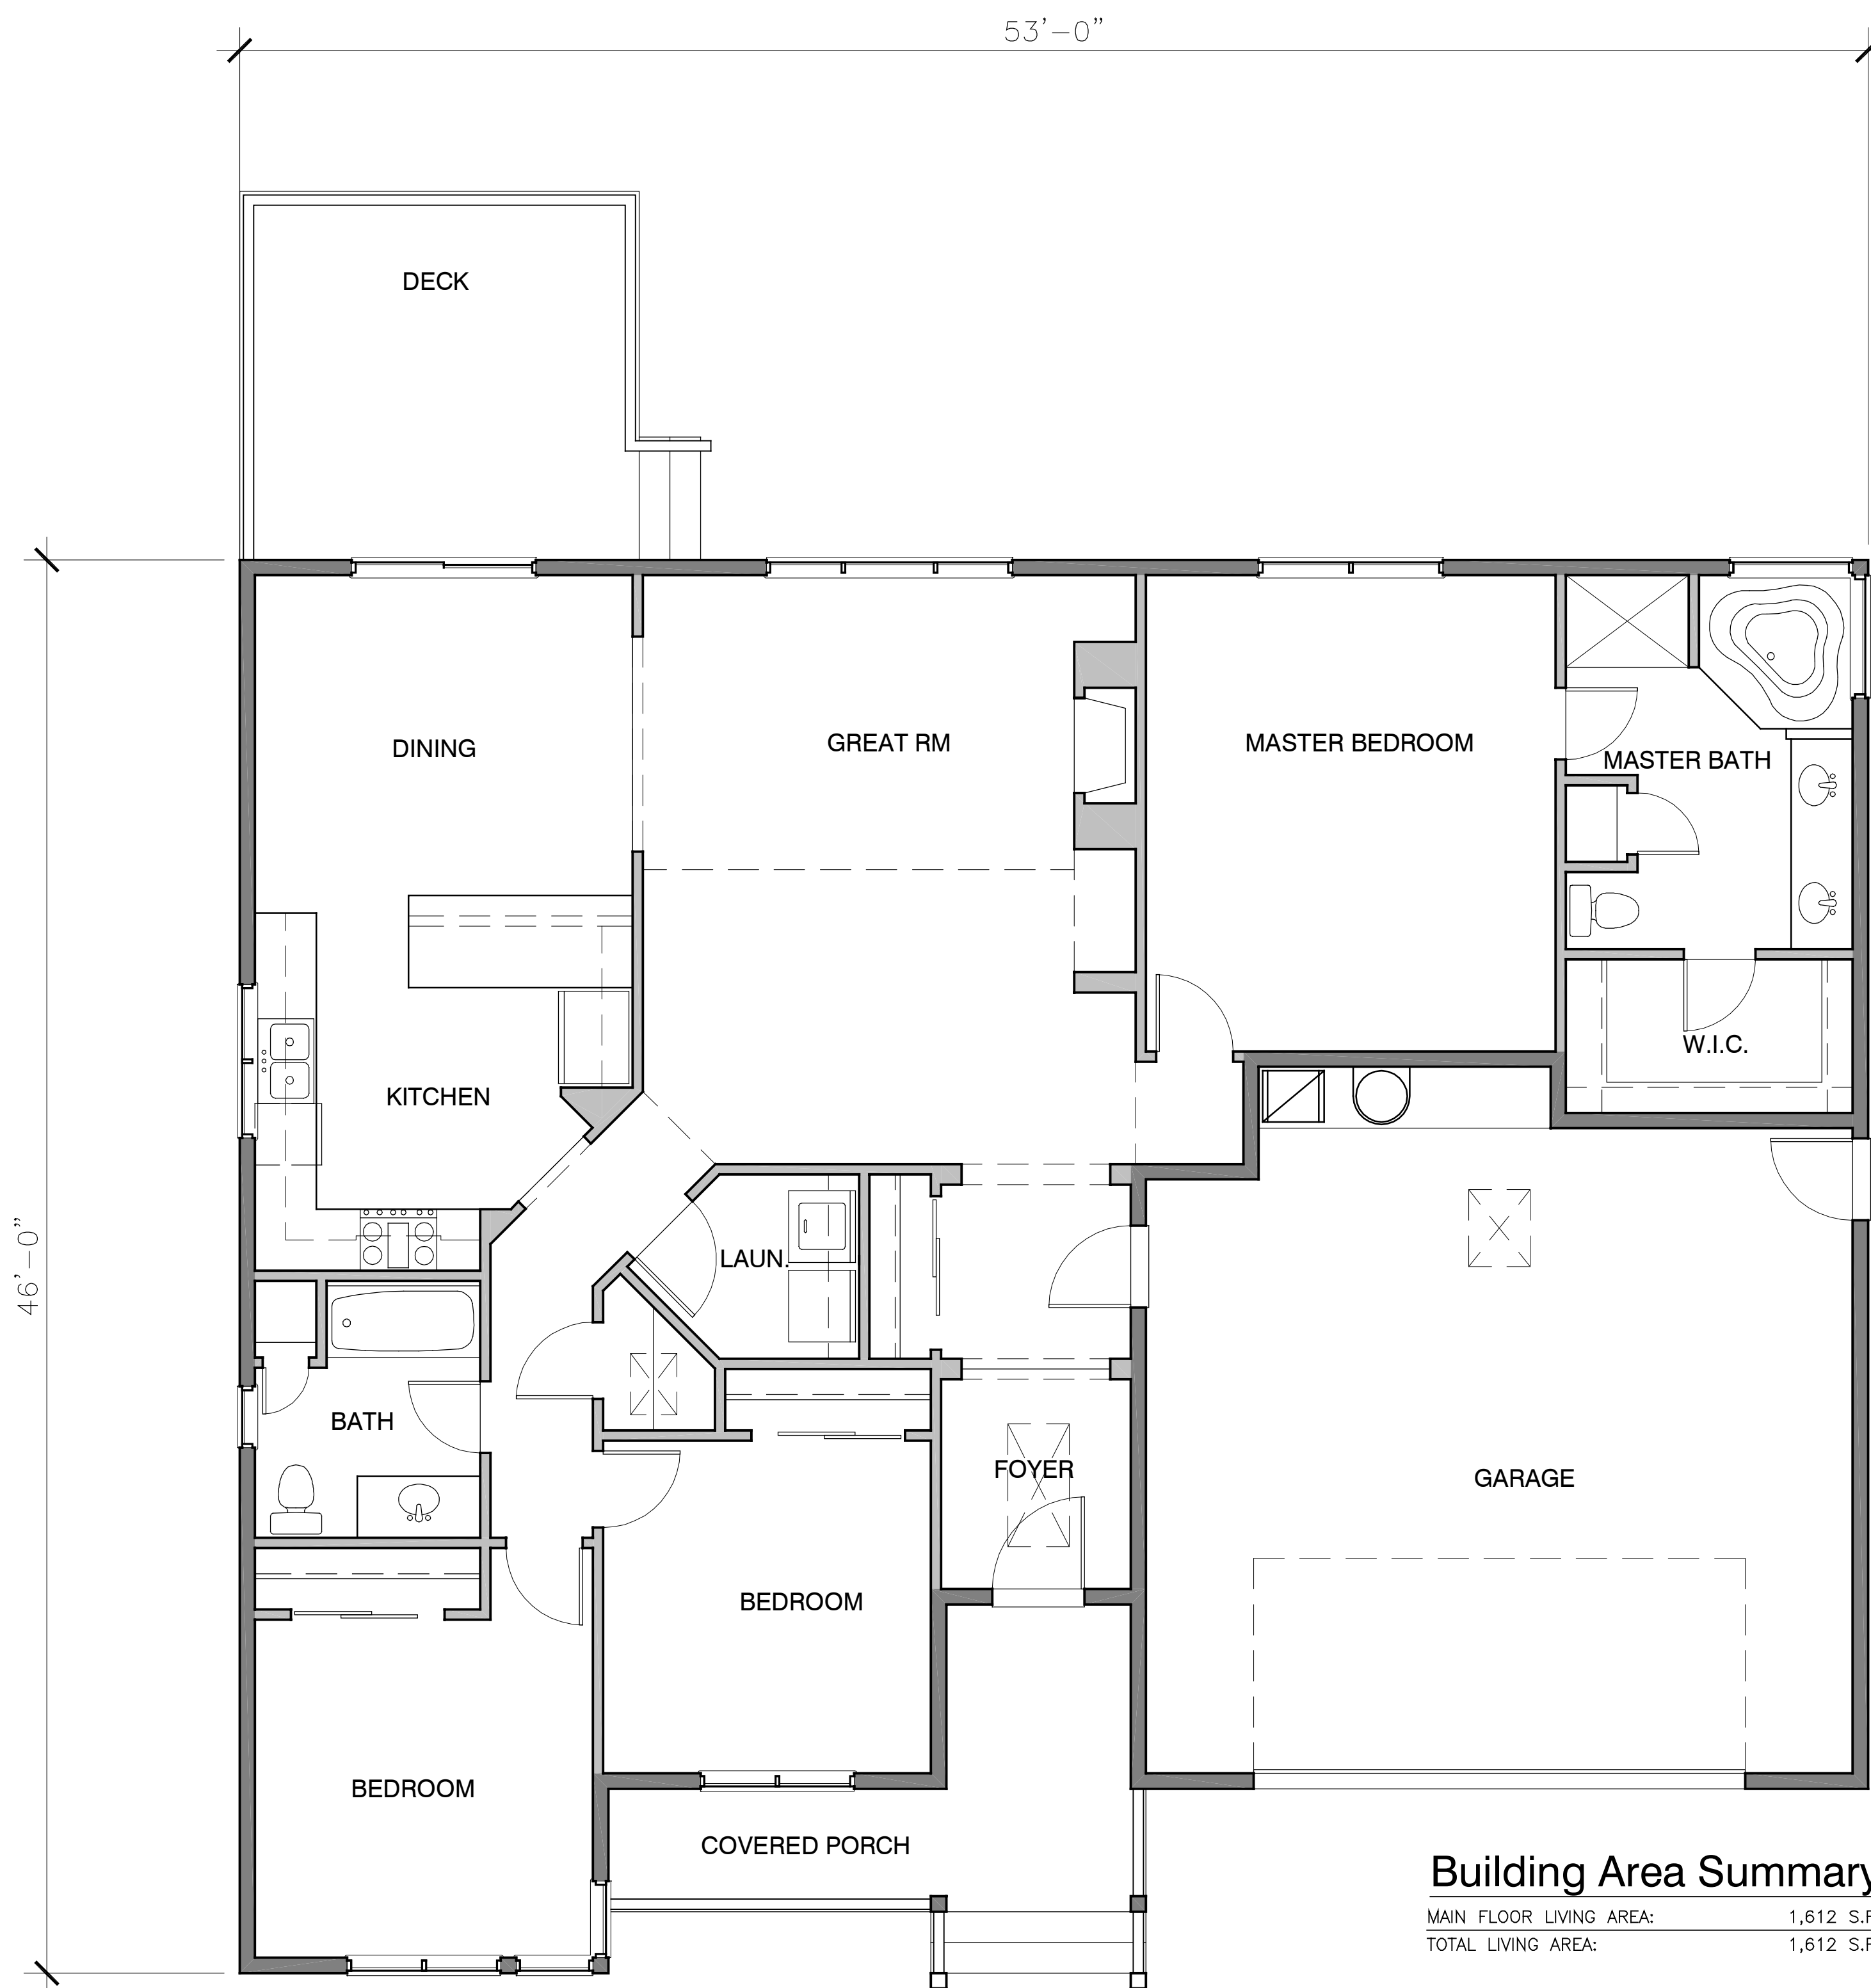 53'-0"
DECK
DINING
GREAT RM
MASTER BEDROOM
MASTER BATH
W.I.C.
KITCHEN
46'-0"
LAUN.
BATH
FOYER
GARAGE
BEDROOM
BEDROOM
COVERED PORCH
Building Area Summary
MAIN FLOOR LIVING AREA: 1,612 S.F
TOTAL LIVING AREA: 1,612 S.F